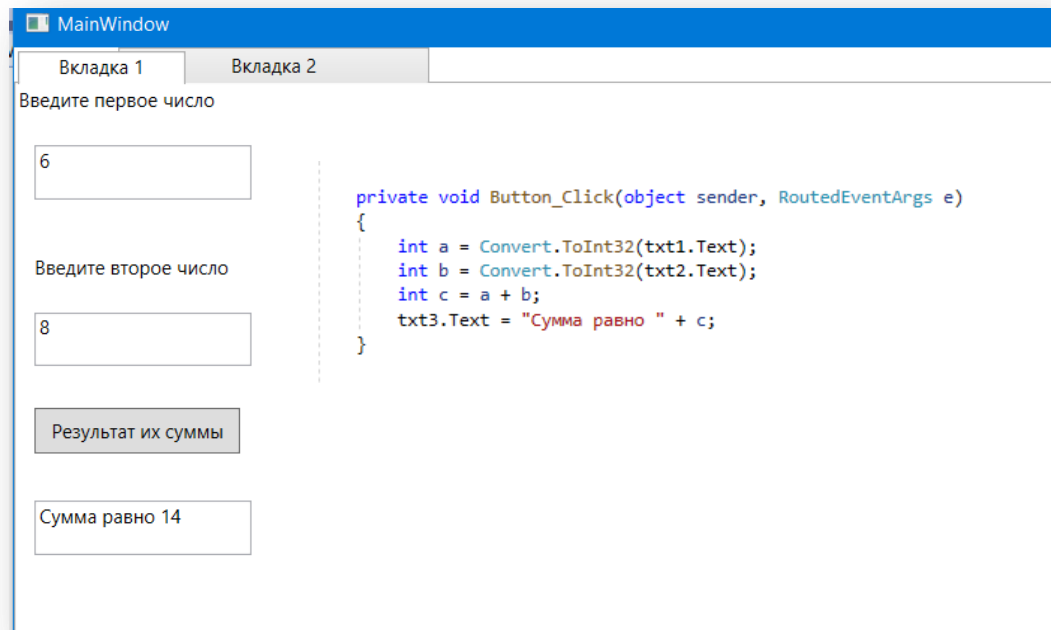 MainWindow
Вкладка 1
Вкладка 2
Введите первое число
6
Введите второе число
8
Результат их суммы
Сумма равно 14
private void Button_Click(object sender, RoutedEventArgs e)
{
int a = Convert.ToInt32(txt1.Text);
int b = Convert.ToInt32(txt2.Text);
int c = a + b;
txt3.Text = "Сумма равно " + c;
}